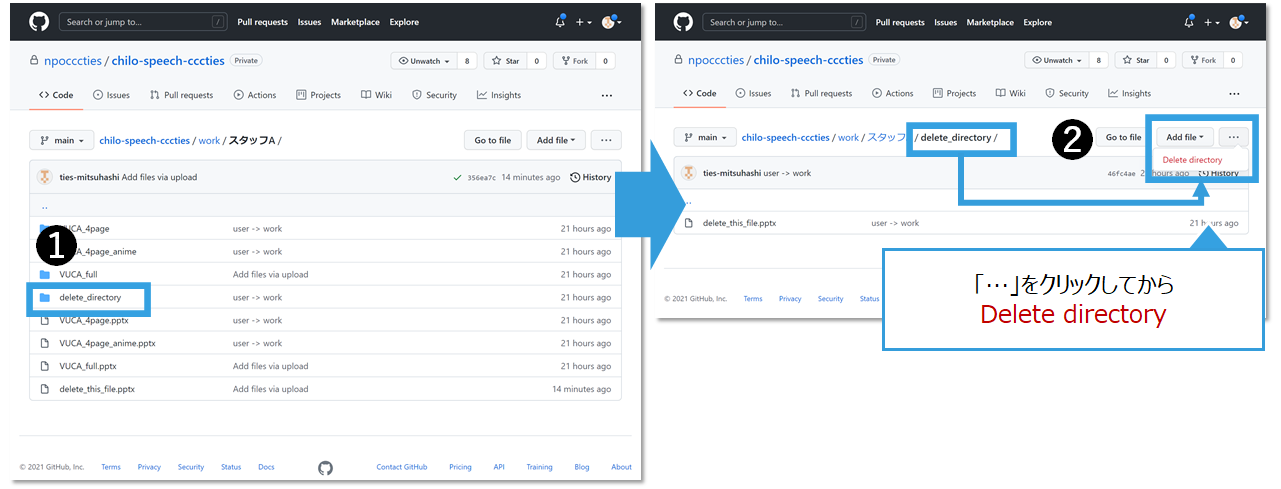 Search or jump to... /
Pull requests Issues Marketplace Explore
npocccties / chilo-speech-cccties Private
Unwatch 8 Star 0 Fork 0
<> Code Issues Pull requests Actions Projects Wiki Security Insights ...
main chilo-speech-cccties / work / スタッフA / Go to file Add file ...
ties-mitsuhashi Add files via upload 356ea7c 14 minutes ago History
..
1
VUCA_4page user -> work 21 hours ago
VUCA_4page_anime user -> work 21 hours ago
VUCA_full Add files via upload 21 hours ago
delete_directory user -> work 21 hours ago
VUCA_4page.pptx user -> work 21 hours ago
VUCA_4page_anime.pptx user -> work 21 hours ago
VUCA_full.pptx Add files via upload 21 hours ago
delete_this_file.pptx Add files via upload 14 minutes ago
© 2021 GitHub, Inc. Terms Privacy Security Status Docs Contact GitHub Pricing API Training Blog About
Search or jump to... /
Pull requests Issues Marketplace Explore
npocccties / chilo-speech-cccties Private
Unwatch 8 Star 0 Fork 0
<> Code Issues Pull requests Actions Projects Wiki Security Insights ...
main chilo-speech-cccties / work / スタッフ / delete_directory / 2 Go to file Add file ...
Delete directory
ties-mitsuhashi user -> work 46fc4ae 21 hours ago History
..
delete_this_file.pptx user -> work 21 hours ago
© 2021 GitHub, Inc. Terms Privacy Security Status
「…」をクリックしてから
Delete directory